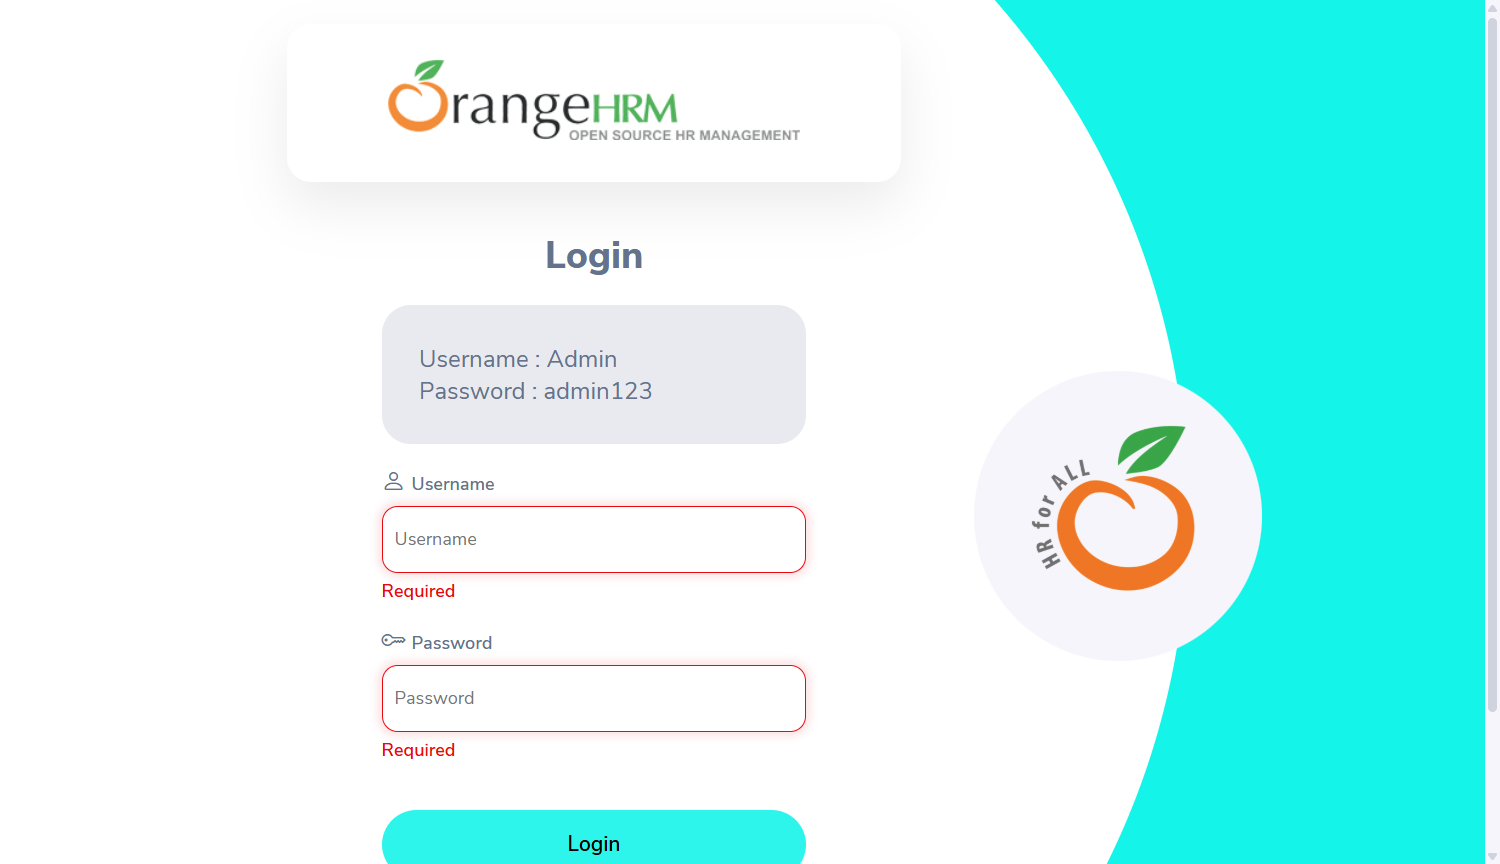 OrangeHRM
OPEN SOURCE HR MANAGEMENT
Login
Username : Admin
Password : admin123
Username
Username
Required
Password
Password
Required
Login
HR for ALL